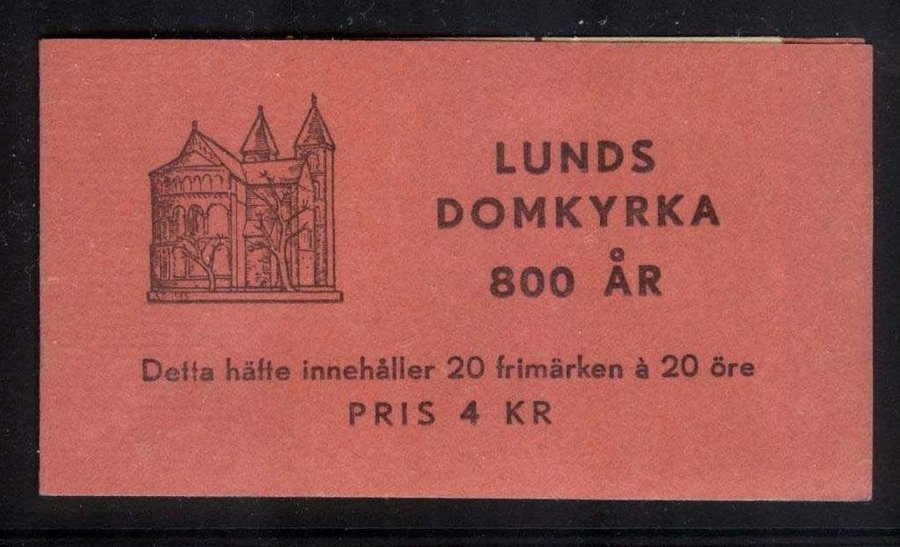 LUNDS
DOMKYRKA
800 ÅR
Detta häfte innehåller 20 frimärken à 20 öre
PRIS 4 KR